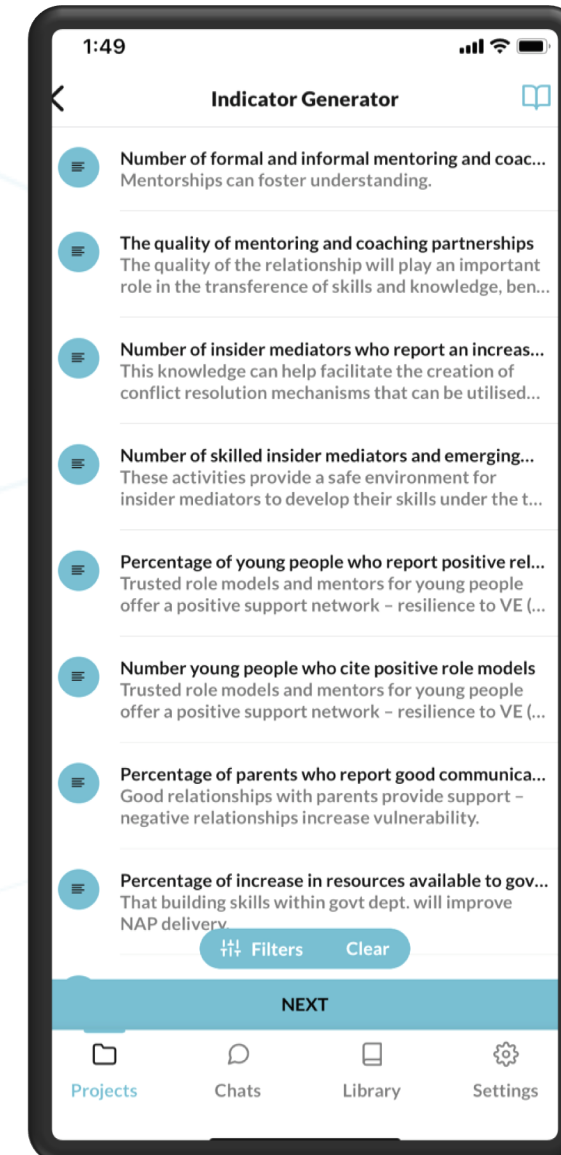 1:49
Indicator Generator
Number of formal and informal mentoring and coac...
Mentorships can foster understanding.
The quality of mentoring and coaching partnerships
The quality of the relationship will play an important
role in the transference of skills and knowledge, ben...
Number of insider mediators who report an increas...
This knowledge can help facilitate the creation of
conflict resolution mechanisms that can be utilised...
Number of skilled insider mediators and emerging...
These activities provide a safe environment for
insider mediators to develop their skills under the t...
Percentage of young people who report positive rel...
Trusted role models and mentors for young people
offer a positive support network – resilience to VE (...
Number young people who cite positive role models
Trusted role models and mentors for young people
offer a positive support network – resilience to VE (...
Percentage of parents who report good communica...
Good relationships with parents provide support –
negative relationships increase vulnerability.
Percentage of increase in resources available to gov...
That building skills within govt dept. will improve
NAP delivery.
Filters Clear
NEXT
Projects Chats Library Settings